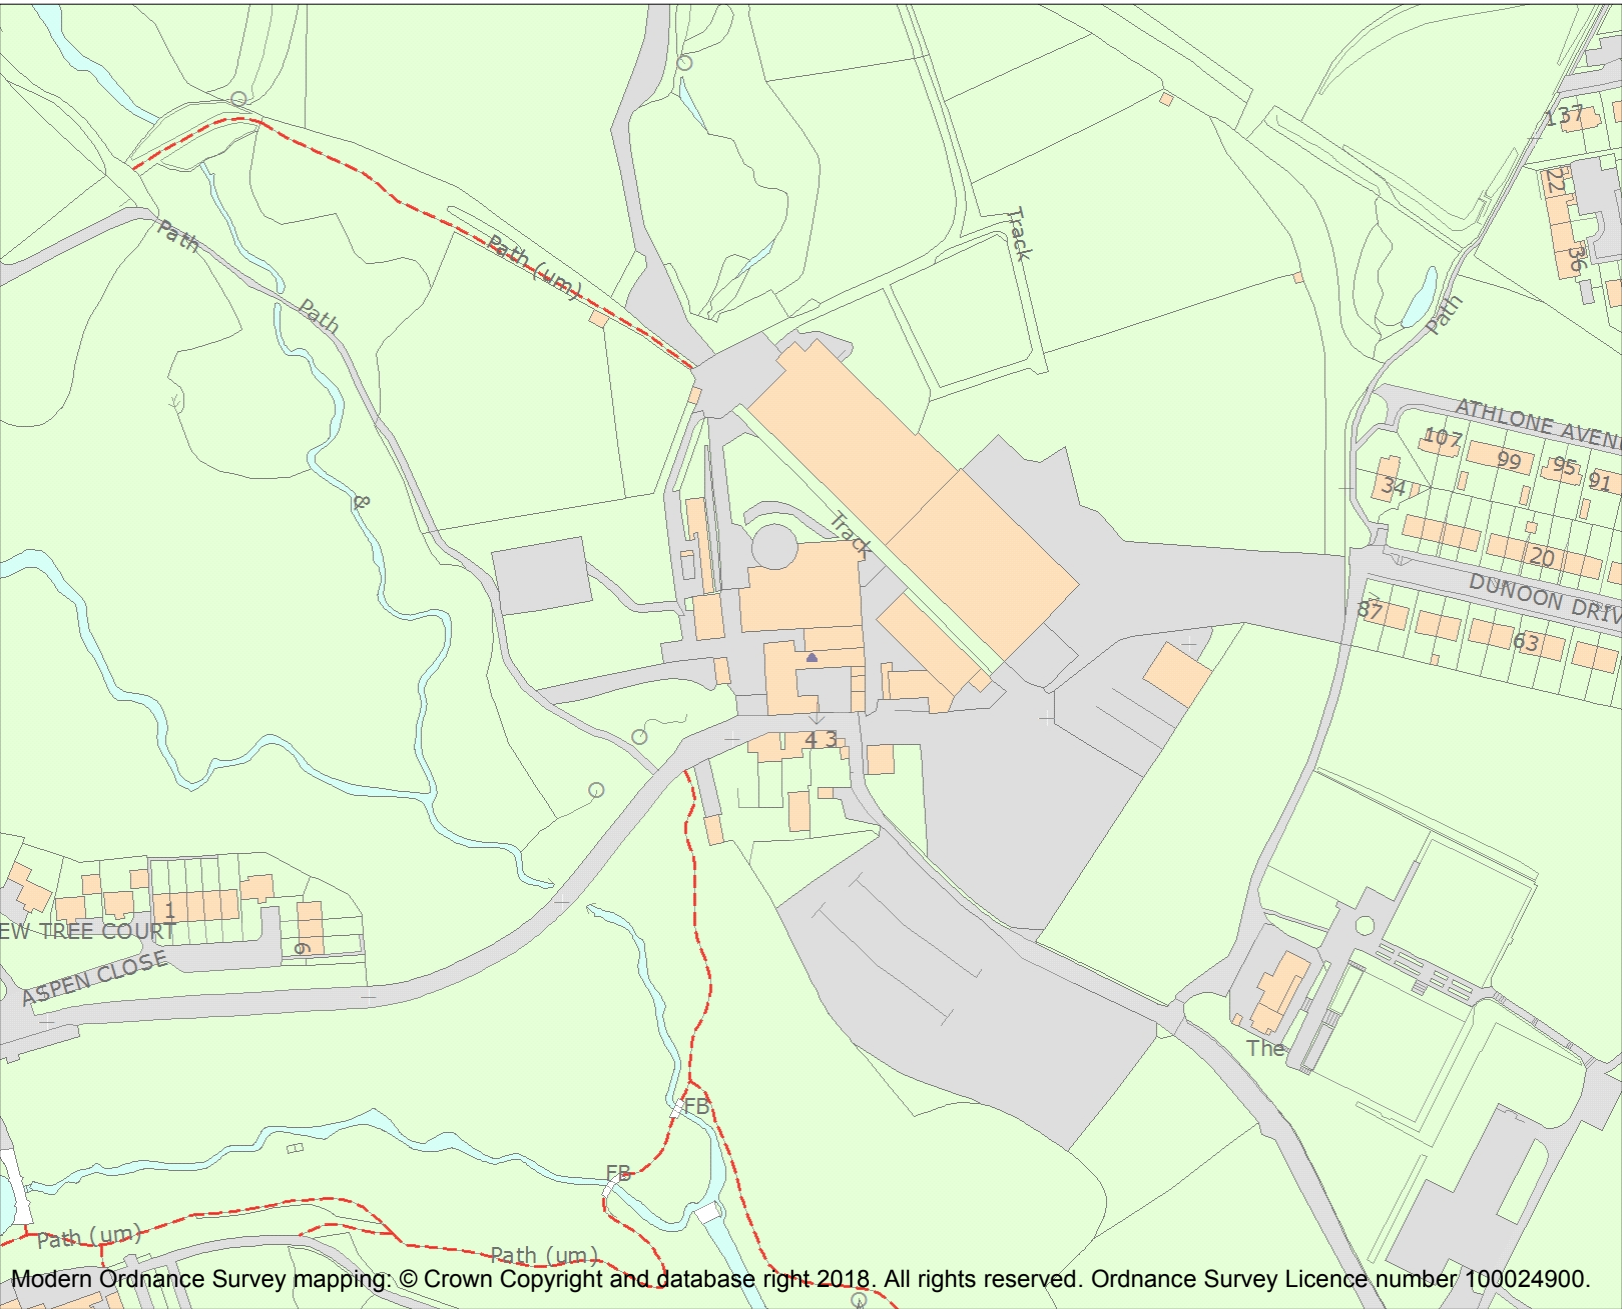 137
22
36
Path
Path
Path (um)
Track
Path
ATHLONE AVENU
107
99
95
91
34
&
Track
20
DUNOON DRIV
87
63
4 3
1
EW TREE COURT
6
ASPEN CLOSE
The
FB
FB
Path (um)
Path (um)
Modern Ordnance Survey mapping: © Crown Copyright and database right 2018. All rights reserved. Ordnance Survey Licence number 100024900.